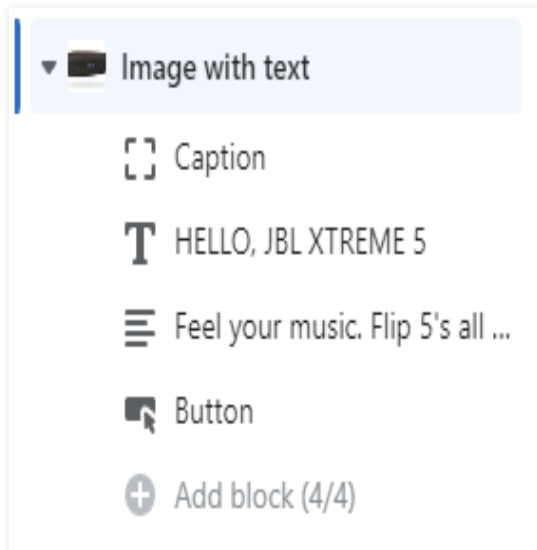 Image with text
Caption
HELLO, JBL XTREME 5
Feel your music. Flip 5's all ...
Button
Add block (4/4)